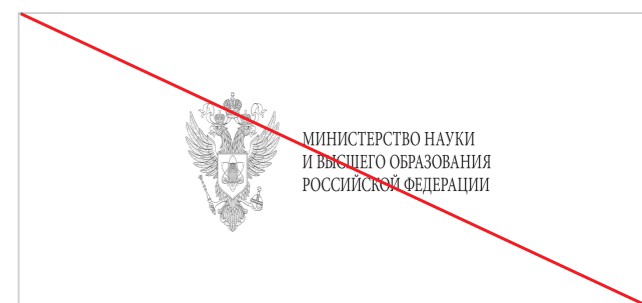 МИНИСТЕРСТВО НАУКИ
И ВЫСШЕГО ОБРАЗОВАНИЯ
РОССИЙСКОЙ ФЕДЕРАЦИИ